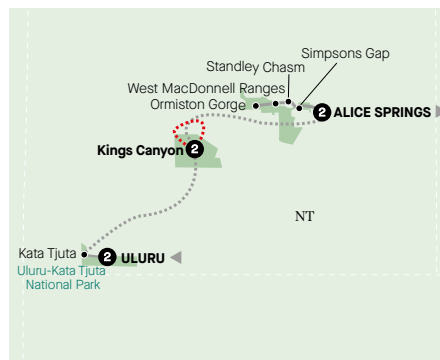 Simpsons Gap
Standley Chasm
West MacDonnell Ranges
Ormiston Gorge
2 ALICE SPRINGS
Kings Canyon 2
NT
Kata Tjuta
2 ULURU
Uluru-Kata Tjuta
National Park